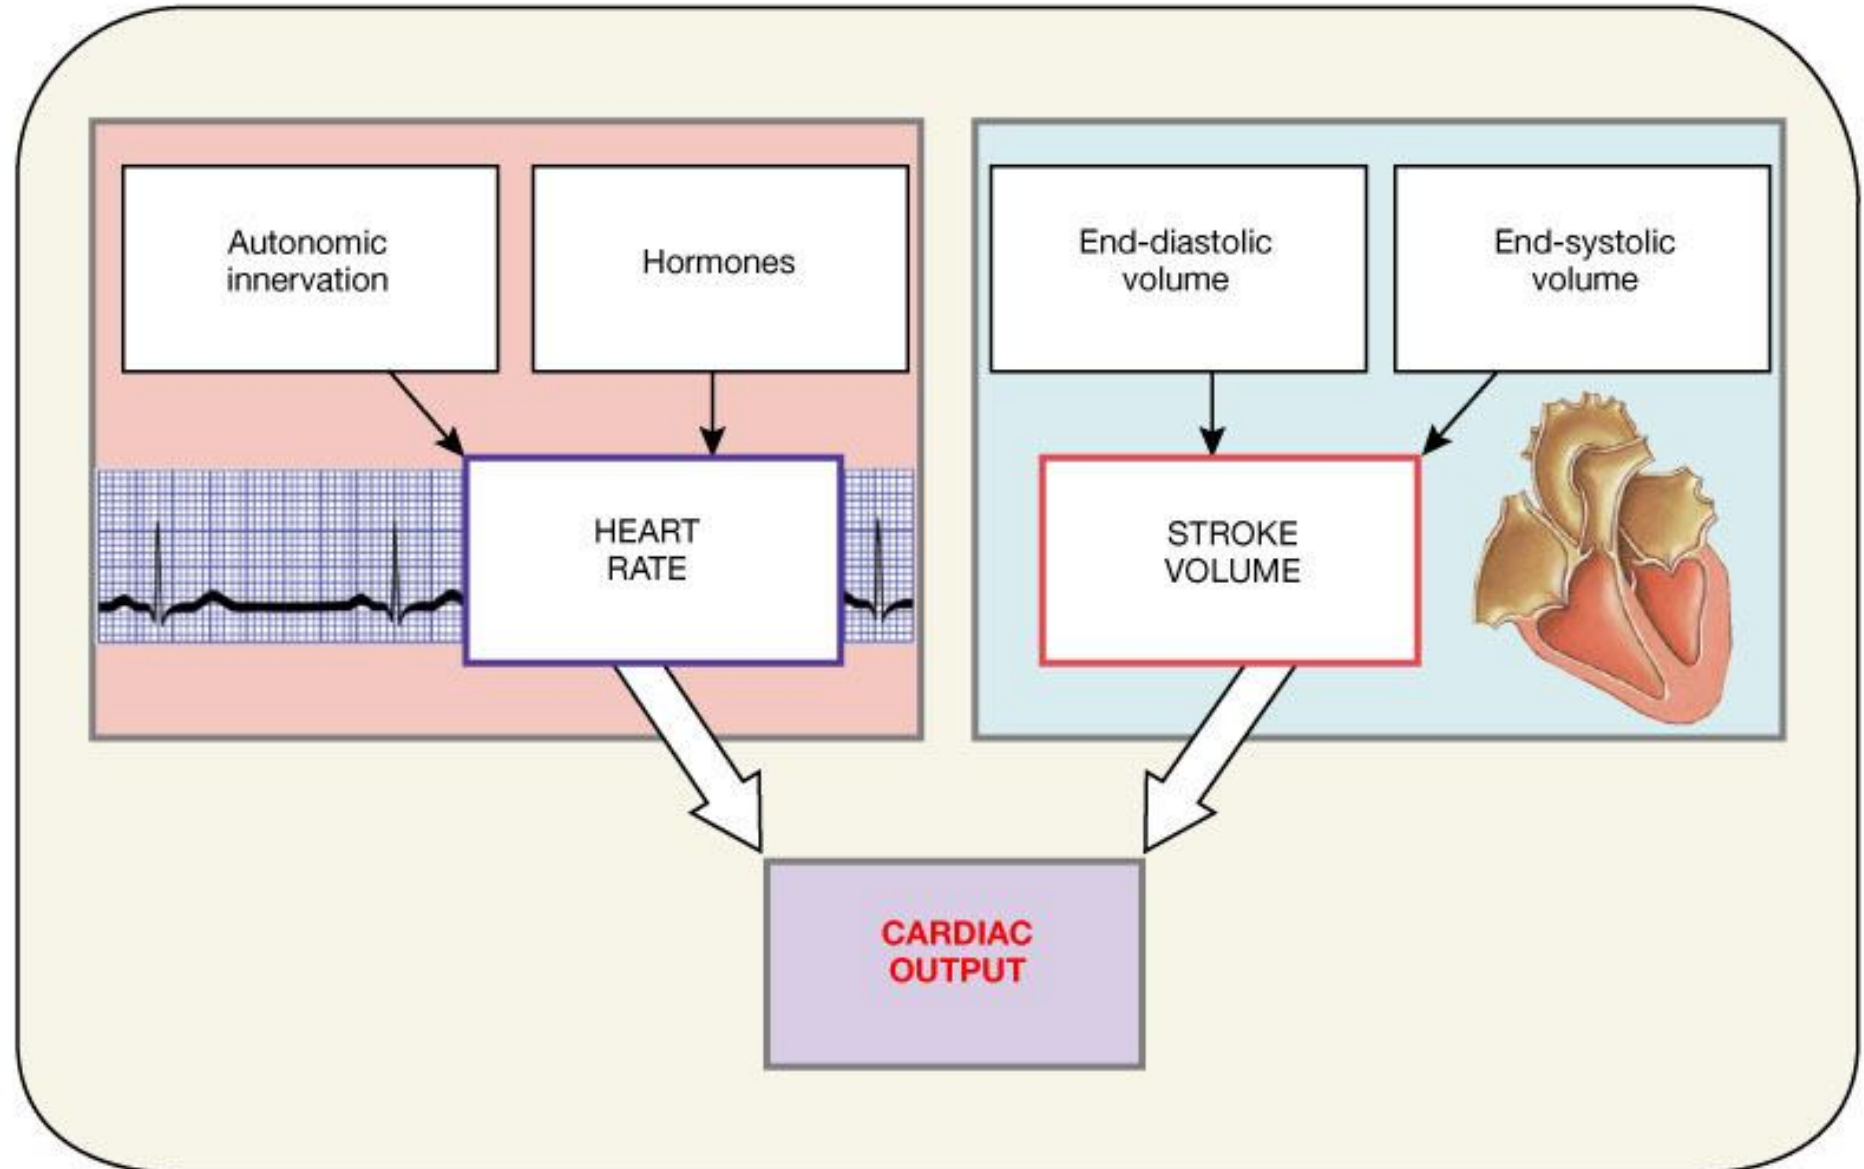 Autonomic
innervation
Hormones
End-diastolic
volume
End-systolic
volume
HEART
RATE
STROKE
VOLUME
CARDIAC
OUTPUT